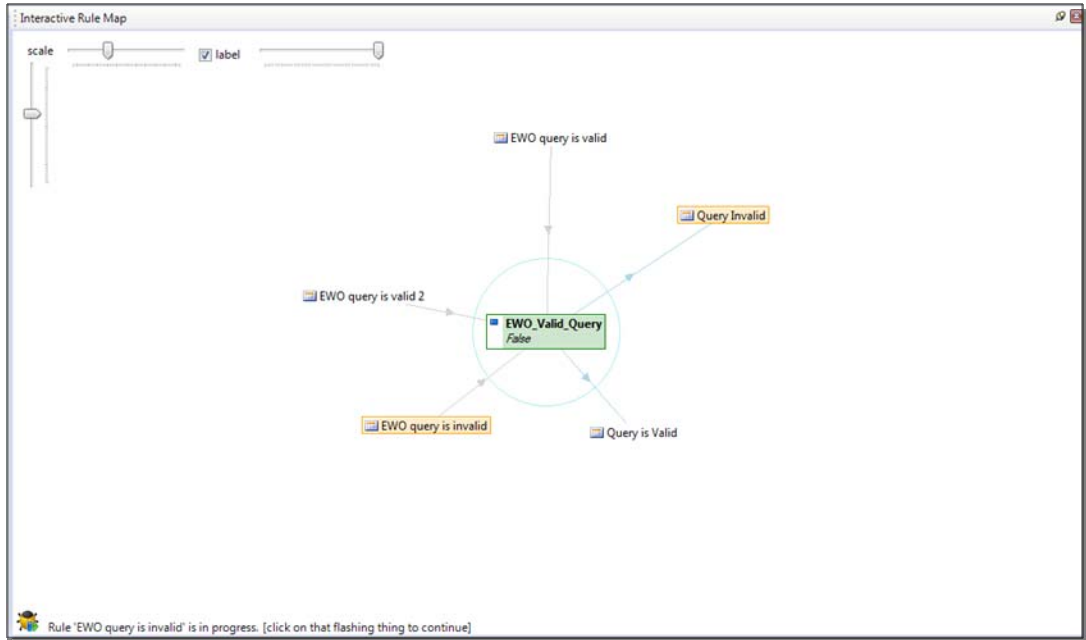 Interactive Rule Map
scale
label
EWO query is valid
Query Invalid
EWO query is valid 2
EWO_Valid_Query
False
EWO query is invalid
Query is Valid
Rule 'EWO query is invalid' is in progress. [click on that flashing thing to continue]